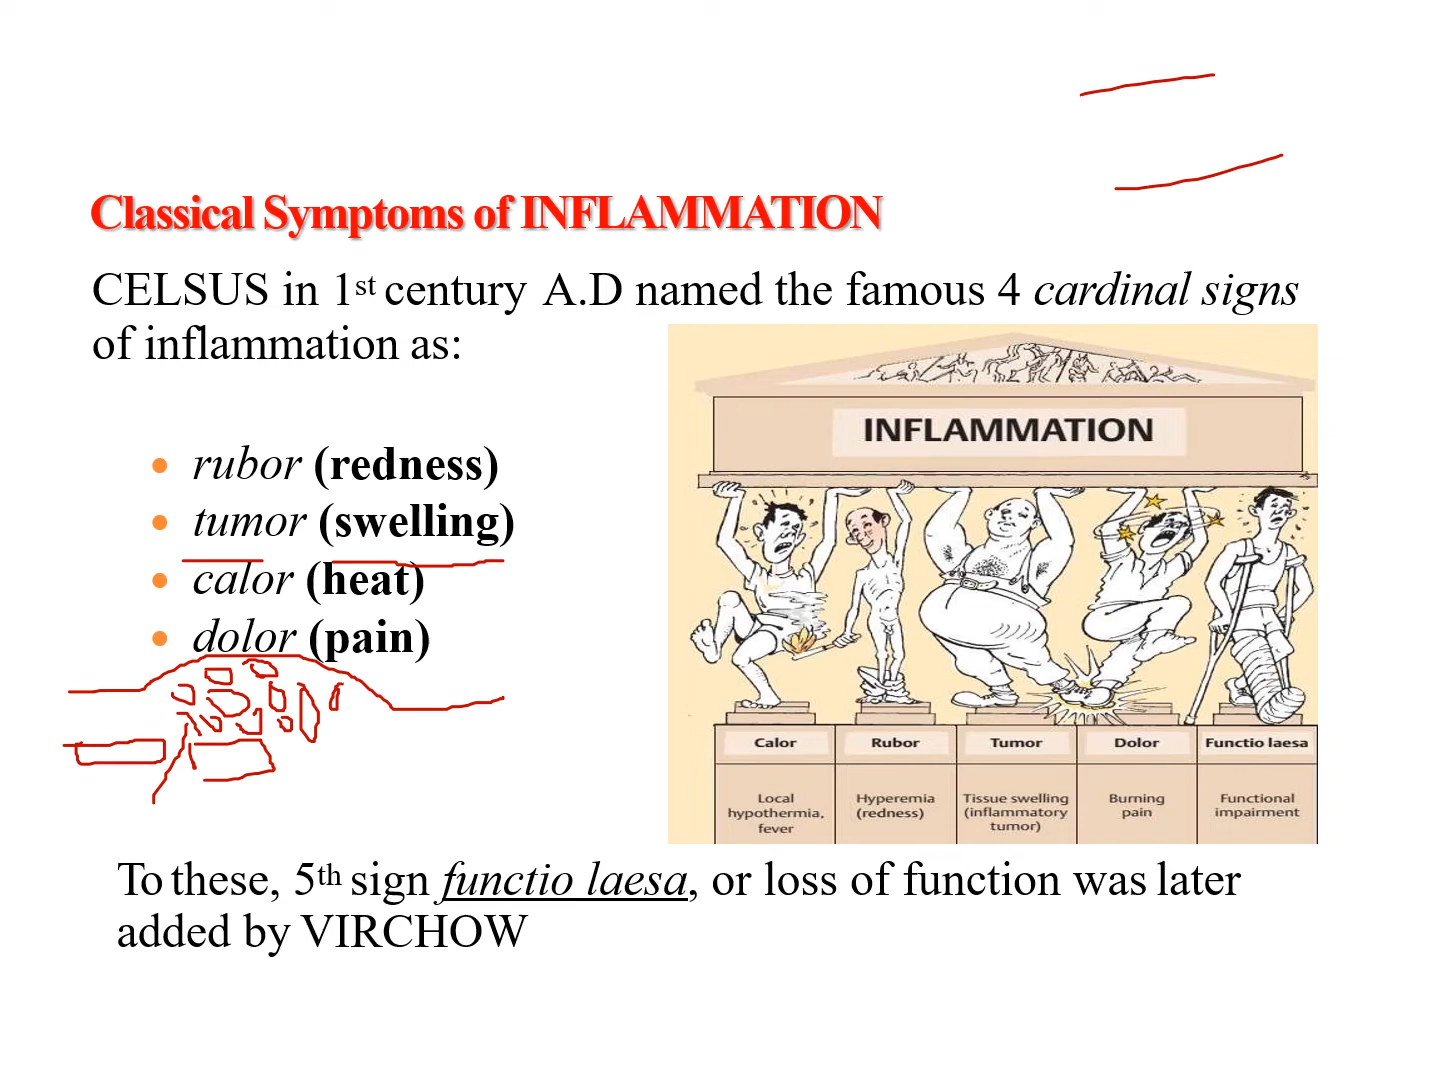 Classical Symptoms of INFLAMMATION
CELSUS in 1st century A.D named the famous 4 cardinal signs
of inflammation as:
• rubor (redness)
• tumor (swelling)
• calor (heat)
• dolor (pain)
INFLAMMATION
Calor
Rubor
Tumor
Dolor
Functio laesa
Local
hypothermia,
fever
Hyperemia
(redness)
Tissue swelling
(inflammatory
tumor)
Burning
pain
Functional
impairment
To these, 5th sign functio laesa, or loss of function was later
added by VIRCHOW